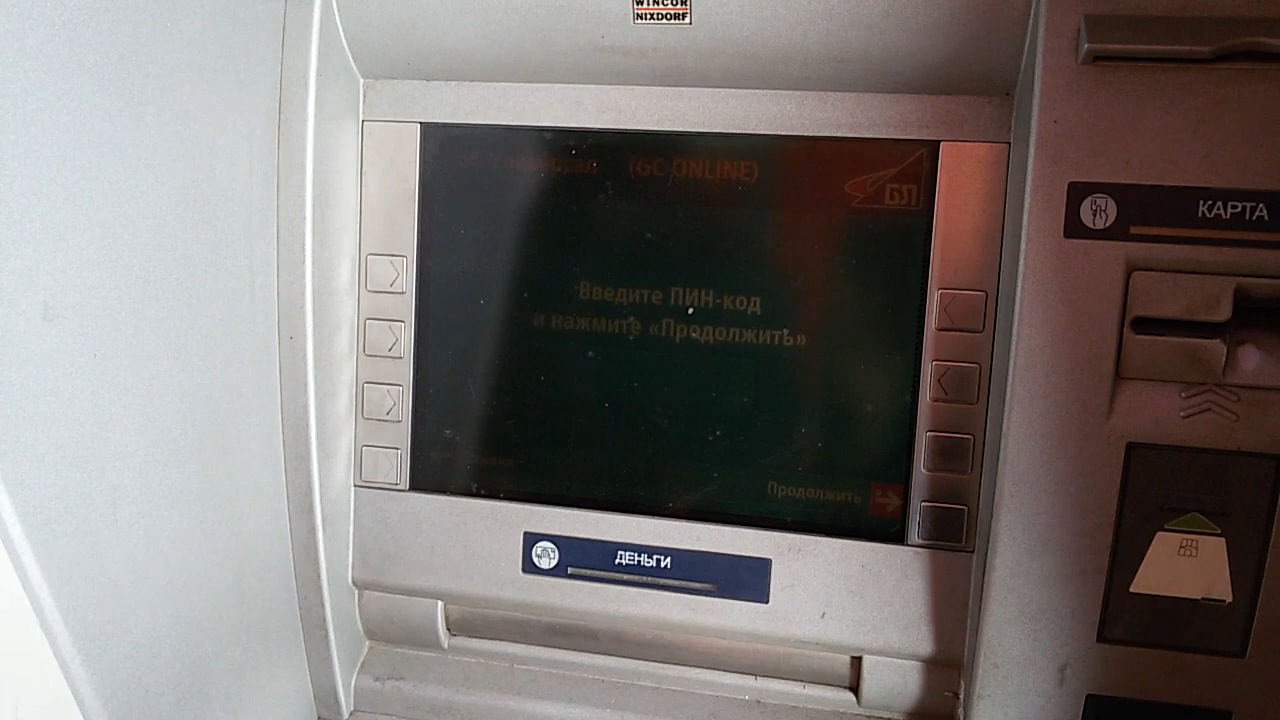 WINCOR
NIXDORF
(GC ONLINE)
БЛ
Введите ПИН-код
и нажмите «Продолжить»
Продолжить
КАРТА
ДЕНЬГИ